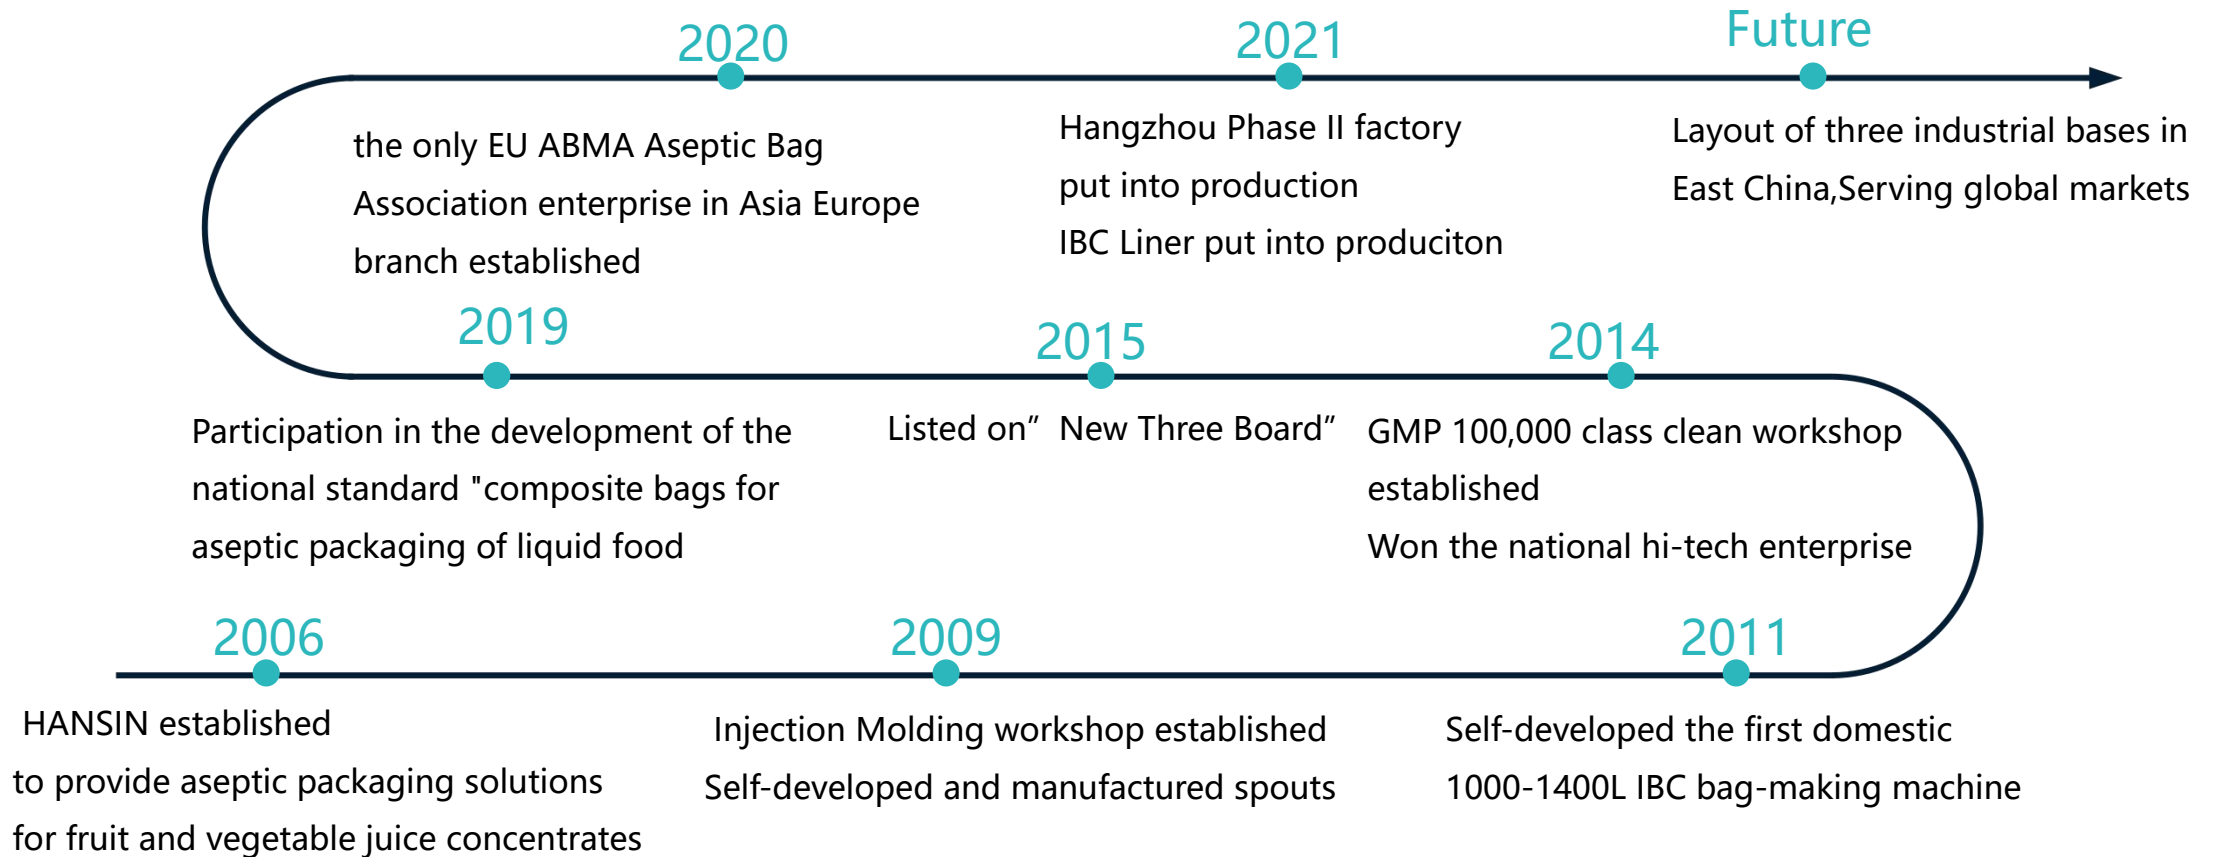 2020
2021
Future
the only EU ABMA Aseptic Bag
Association enterprise in Asia Europe
branch established
Hangzhou Phase II factory
put into production
IBC Liner put into produciton
Layout of three industrial bases in
East China,Serving global markets
2019
2015
2014
Participation in the development of the
national standard "composite bags for
aseptic packaging of liquid food
Listed on” New Three Board”
GMP 100,000 class clean workshop
established
Won the national hi-tech enterprise
2006
2009
2011
HANSIN established
to provide aseptic packaging solutions
for fruit and vegetable juice concentrates
Injection Molding workshop established
Self-developed and manufactured spouts
Self-developed the first domestic
1000-1400L IBC bag-making machine